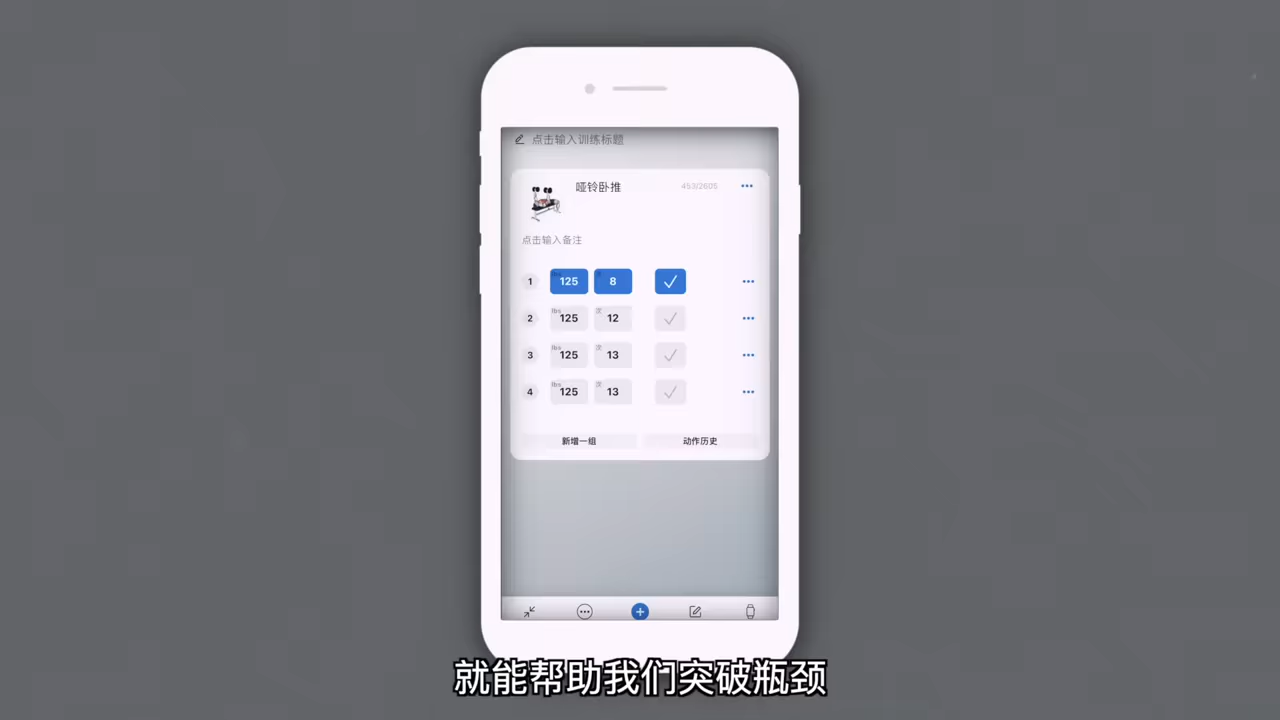 点击输入训练标题
哑铃卧推 453/2605
点击输入备注
1 125 8
2 lbs 125 次 12
3 lbs 125 次 13
4 lbs 125 次 13
新增一组 动作历史
就能帮助我们突破瓶颈